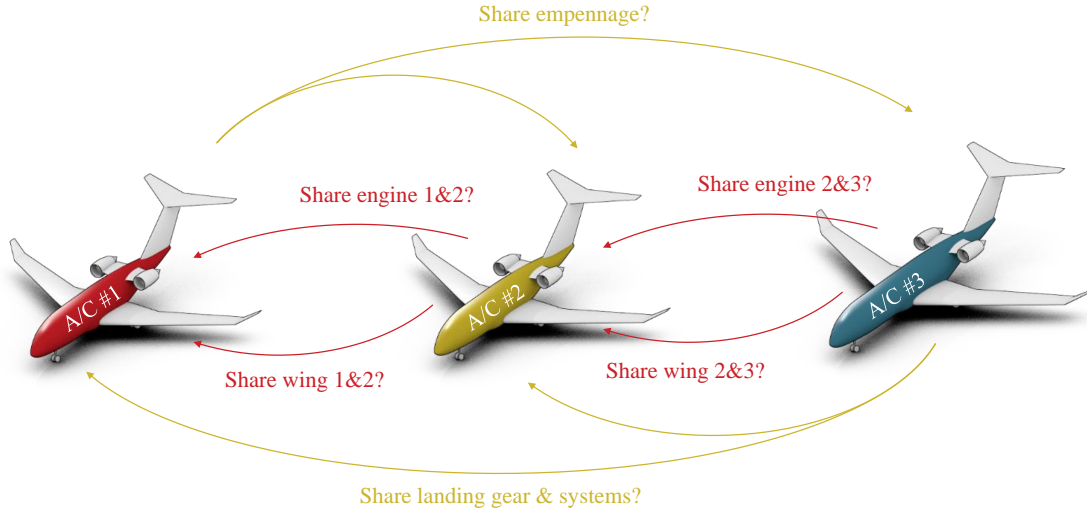 Share empennage?
Share engine 1&2?
Share engine 2&3?
A/C #1
A/C #2
A/C #3
Share wing 1&2?
Share wing 2&3?
Share landing gear & systems?